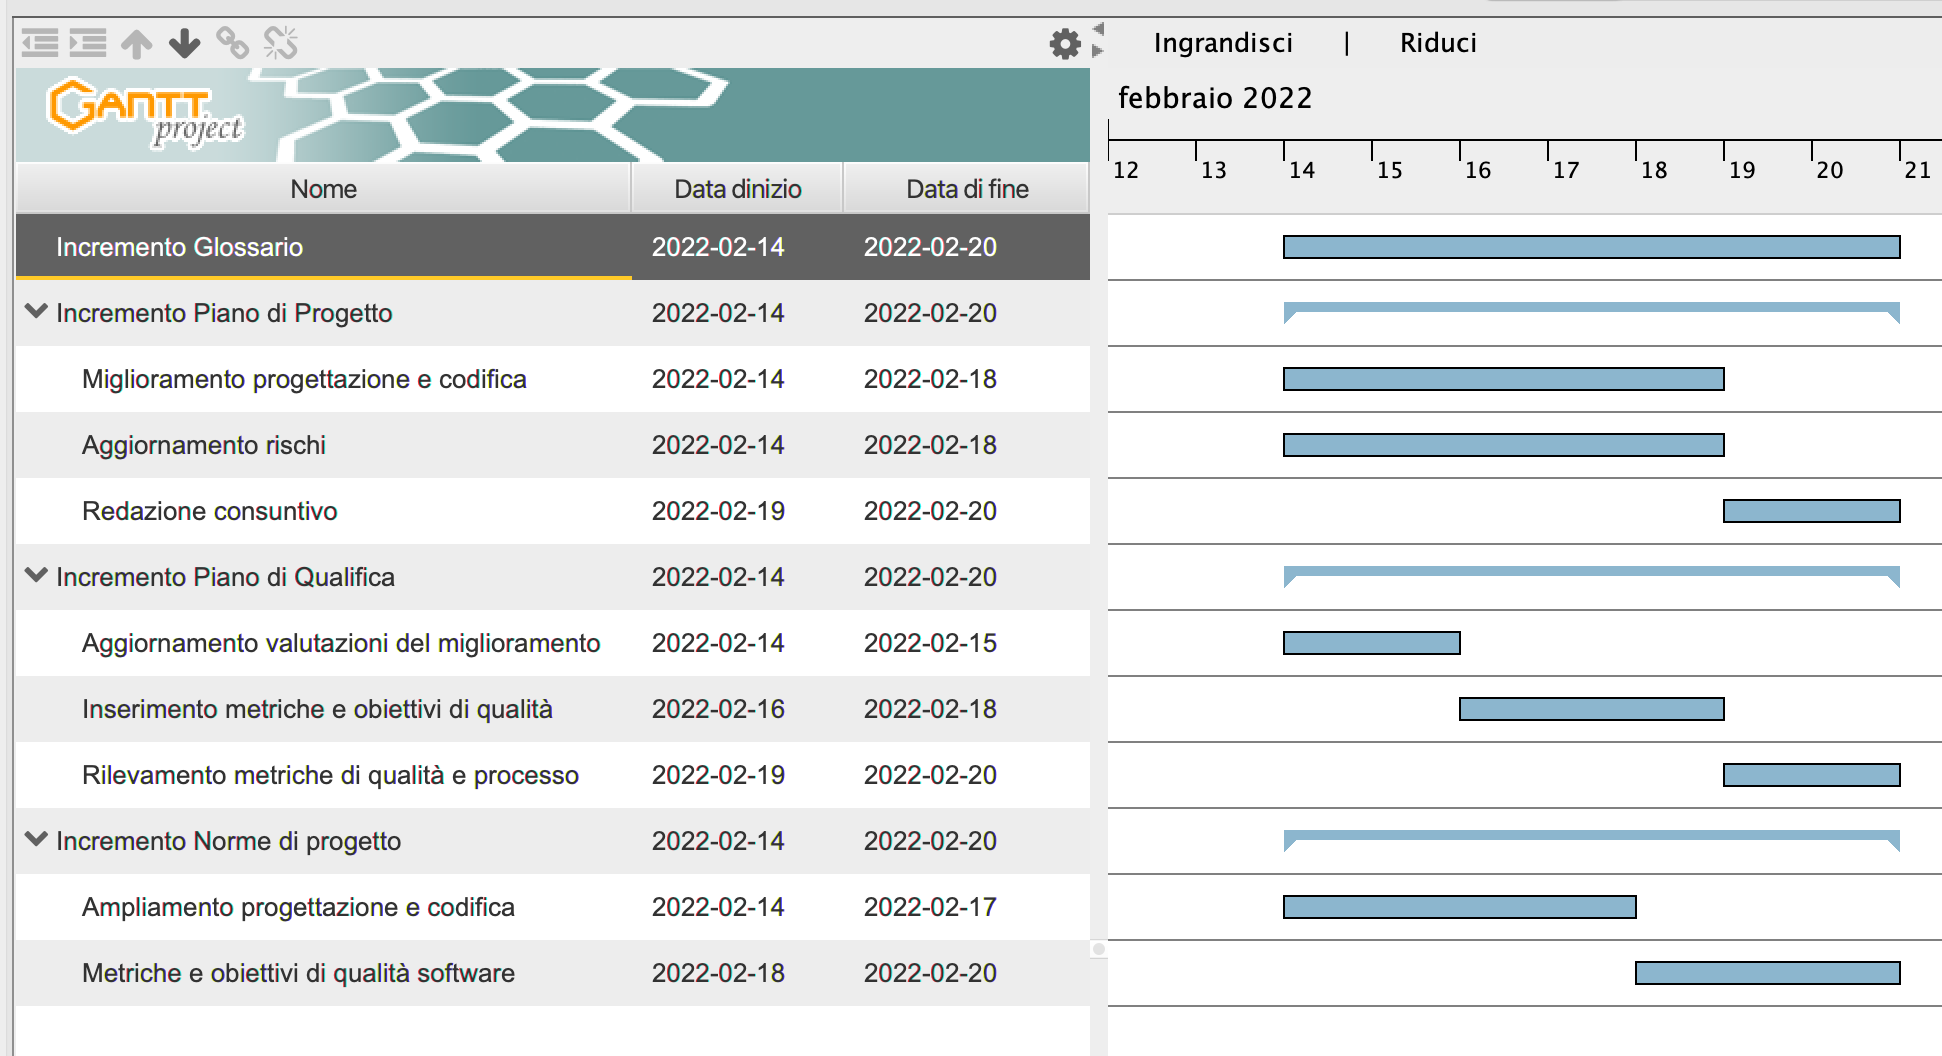 Ingrandisci | Riduci
GANTT
project
febbraio 2022
12 13 14 15 16 17 18 19 20 21
Nome Data dinizio Data di fine
Incremento Glossario 2022-02-14 2022-02-20
Incremento Piano di Progetto 2022-02-14 2022-02-20
Miglioramento progettazione e codifica 2022-02-14 2022-02-18
Aggiornamento rischi 2022-02-14 2022-02-18
Redazione consuntivo 2022-02-19 2022-02-20
Incremento Piano di Qualifica 2022-02-14 2022-02-20
Aggiornamento valutazioni del miglioramento 2022-02-14 2022-02-15
Inserimento metriche e obiettivi di qualità 2022-02-16 2022-02-18
Rilevamento metriche di qualità e processo 2022-02-19 2022-02-20
Incremento Norme di progetto 2022-02-14 2022-02-20
Ampliamento progettazione e codifica 2022-02-14 2022-02-17
Metriche e obiettivi di qualità software 2022-02-18 2022-02-20